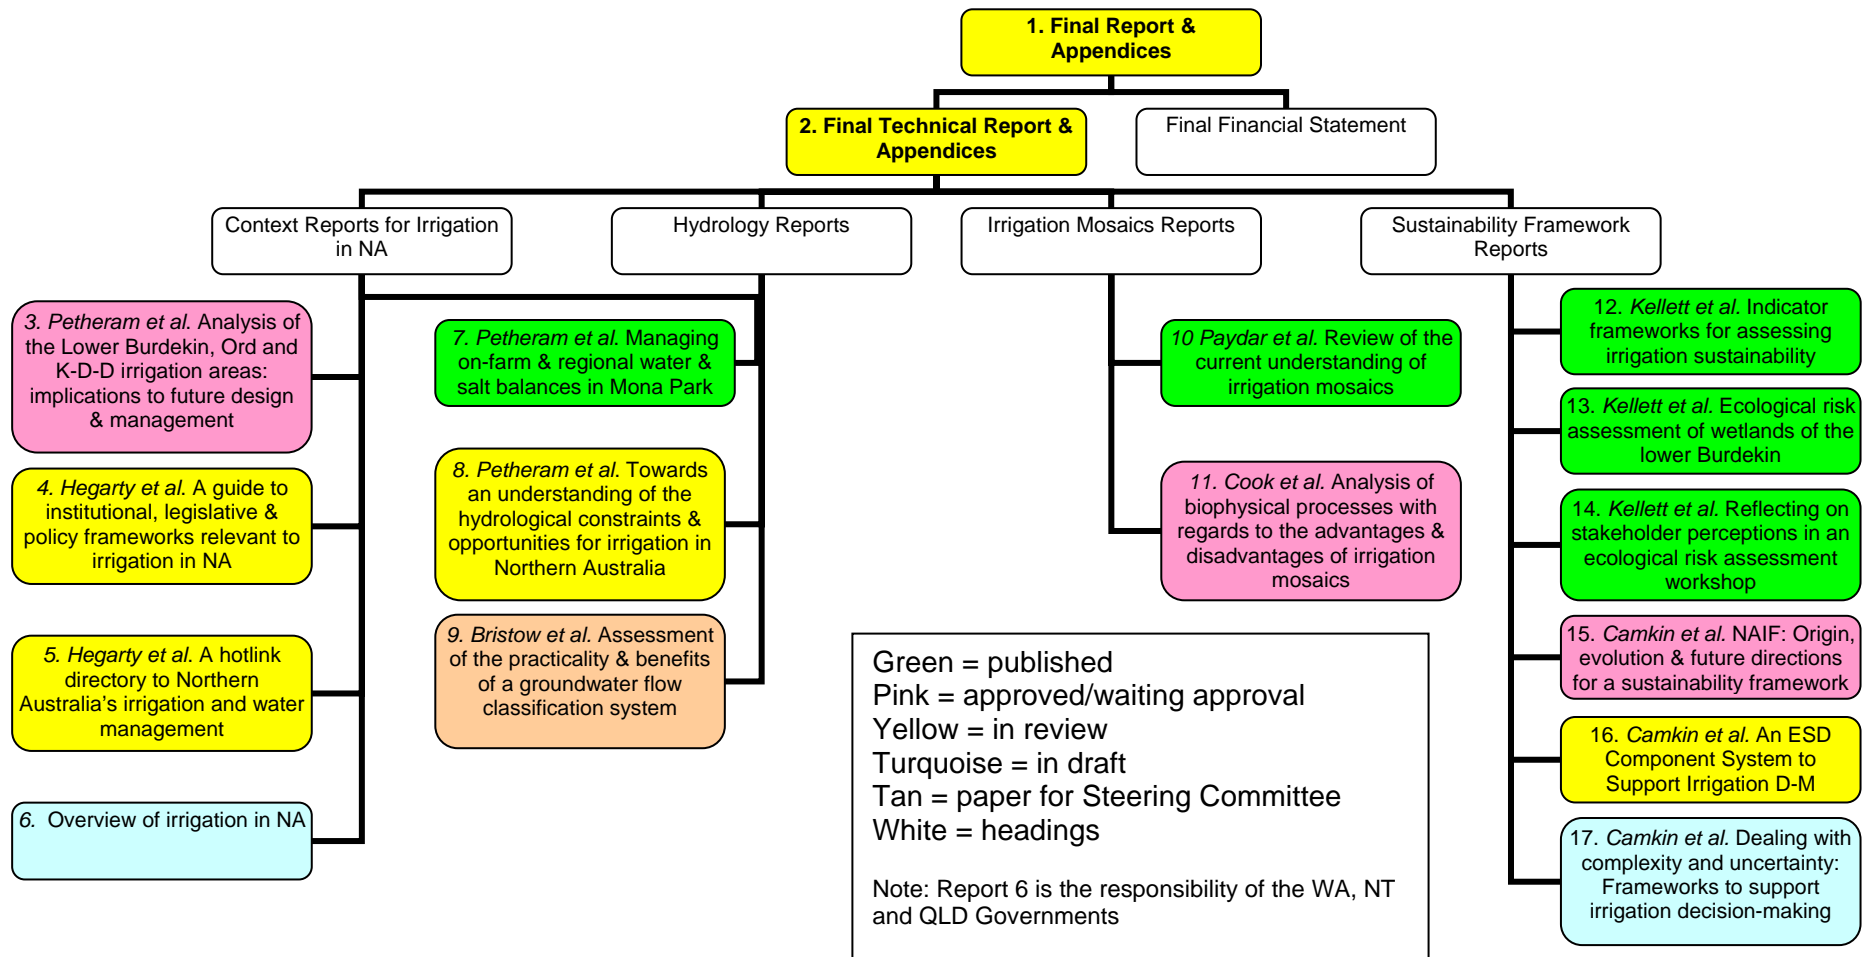 1. Final Report &
Appendices
2. Final Technical Report &
Appendices
Final Financial Statement
Context Reports for Irrigation
in NA
Hydrology Reports
Irrigation Mosaics Reports
Sustainability Framework
Reports
3. Petheram et al. Analysis of
the Lower Burdekin, Ord and
K-D-D irrigation areas:
implications to future design
& management
4. Hegarty et al. A guide to
institutional, legislative &
policy frameworks relevant to
irrigation in NA
5. Hegarty et al. A hotlink
directory to Northern
Australia's irrigation and water
management
6. Overview of irrigation in NA
7. Petheram et al. Managing
on-farm & regional water &
salt balances in Mona Park
8. Petheram et al. Towards
an understanding of the
hydrological constraints &
opportunities for irrigation in
Northern Australia
9. Bristow et al. Assessment
of the practicality & benefits
of a groundwater flow
classification system
10 Paydar et al. Review of the
current understanding of
irrigation mosaics
11. Cook et al. Analysis of
biophysical processes with
regards to the advantages &
disadvantages of irrigation
mosaics
12. Kellett et al. Indicator
frameworks for assessing
irrigation sustainability
13. Kellett et al. Ecological risk
assessment of wetlands of the
lower Burdekin
14. Kellett et al. Reflecting on
stakeholder perceptions in an
ecological risk assessment
workshop
15. Camkin et al. NAIF: Origin,
evolution & future directions
for a sustainability framework
16. Camkin et al. An ESD
Component System to
Support Irrigation D-M
17. Camkin et al. Dealing with
complexity and uncertainty:
Frameworks to support
irrigation decision-making
Green = published
Pink = approved/waiting approval
Yellow = in review
Turquoise = in draft
Tan = paper for Steering Committee
White = headings
Note: Report 6 is the responsibility of the WA, NT
and QLD Governments